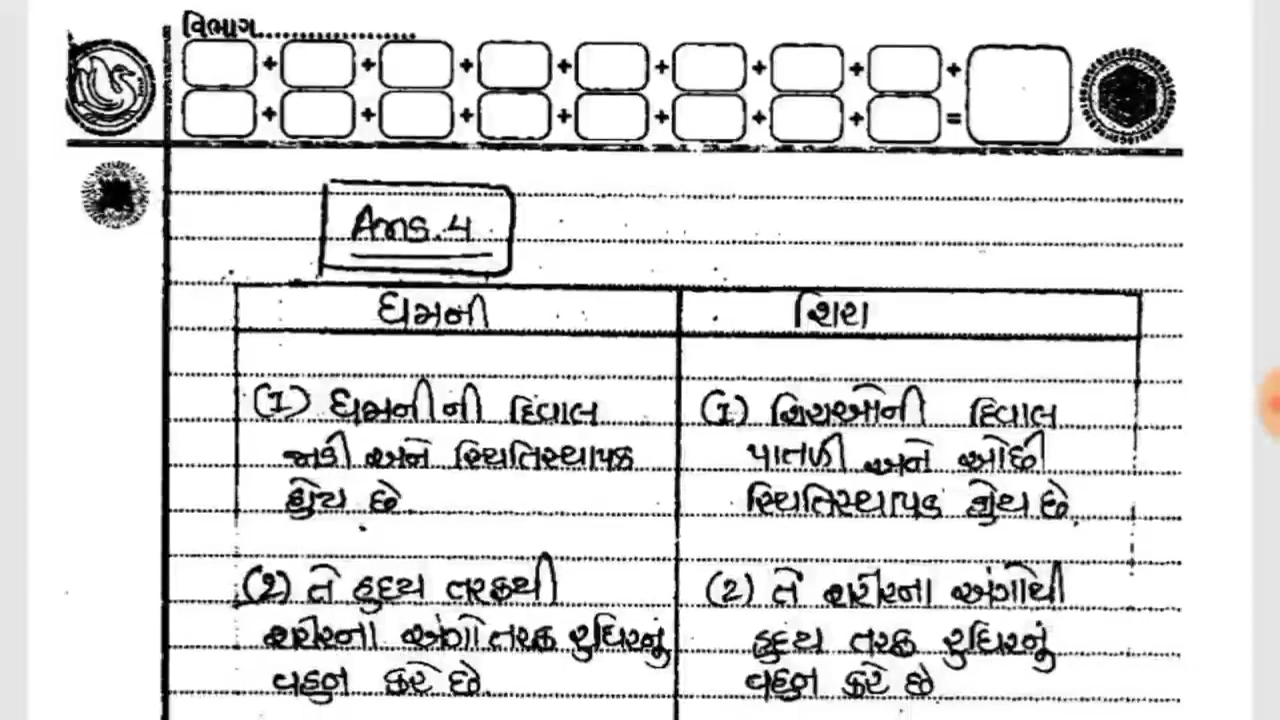 વિભાગ....................
+ + + + + + + +
+ + + + + + + =
Ans. 4
ધમની શિરા
(1) ધમનીની દિવાલ
જાડી અને સ્થિતિસ્થાપક
હોય છે.
(2) તે હૃદય તરફથી
શરીરના અંગો તરફ રુધિરનું
વહન કરે છે.
(1) શિરાઓની દિવાલ
પાતળી અને ઓછી
સ્થિતિસ્થાપક હોય છે.
(2) તે શરીરના અંગોથી
હૃદય તરફ રુધિરનું
વહન કરે છે